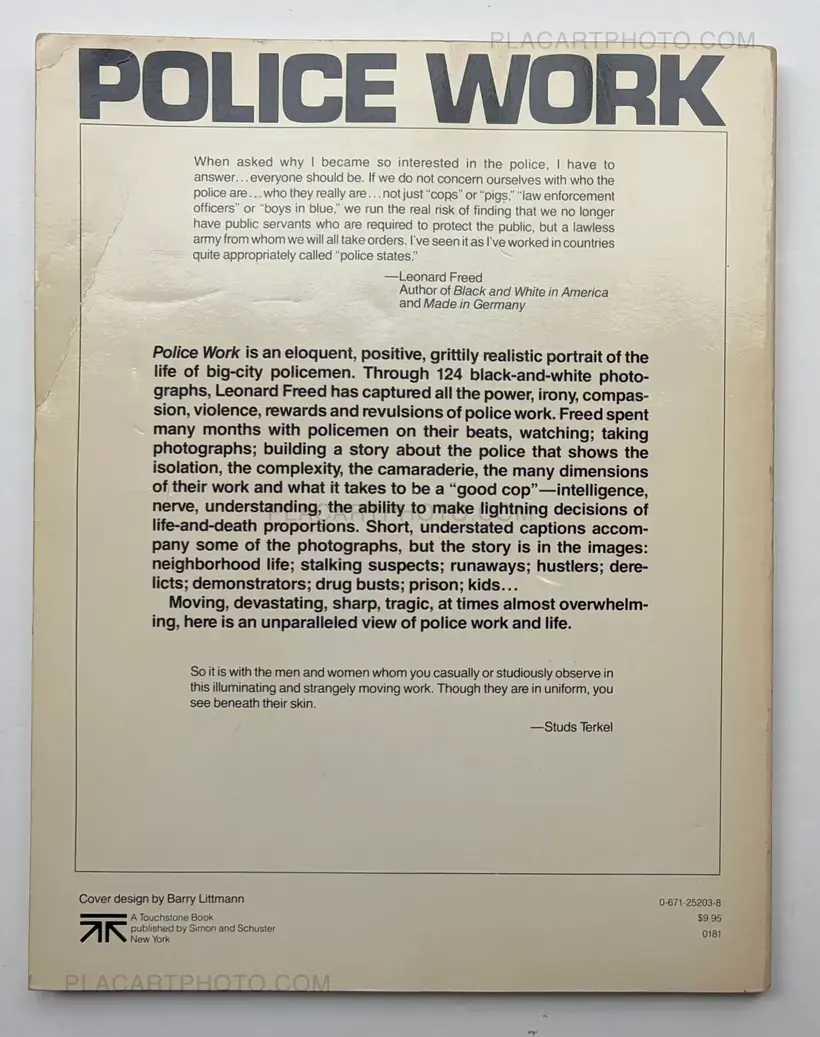 PLACARTPHOTO.COM
POLICE WORK
When asked why I became so interested in the police, I have to
answer...everyone should be. If we do not concern ourselves with who the
police are...who they really are...not just "cops" or "pigs," "law enforcement
officers" or "boys in blue," we run the real risk of finding that we no longer
have public servants who are required to protect the public, but a lawless
army from whom we will all take orders. I've seen it as I've worked in countries
quite appropriately called "police states."
—Leonard Freed
Author of Black and White in America
and Made in Germany
Police Work is an eloquent, positive, grittily realistic portrait of the
life of big-city policemen. Through 124 black-and-white photo-
graphs, Leonard Freed has captured all the power, irony, compas-
sion, violence, rewards and revulsions of police work. Freed spent
many months with policemen on their beats, watching; taking
photographs; building a story about the police that shows the
isolation, the complexity, the camaraderie, the many dimensions
of their work and what it takes to be a "good cop"—intelligence,
nerve, understanding, the ability to make lightning decisions of
PLACARTPHOTO.COM
life-and-death proportions. Short, understated captions accom-
pany some of the photographs, but the story is in the images:
neighborhood life; stalking suspects; runaways; hustlers; dere-
licts; demonstrators; drug busts; prison; kids...
Moving, devastating, sharp, tragic, at times almost overwhelm-
ing, here is an unparalleled view of police work and life.
So it is with the men and women whom you casually or studiously observe in
this illuminating and strangely moving work. Though they are in uniform, you
see beneath their skin.
—Studs Terkel
Cover design by Barry Littmann
A Touchstone Book
published by Simon and Schuster
New York
0-671-25203-8
$9.95
0181
PLACARTPHOTO.COM